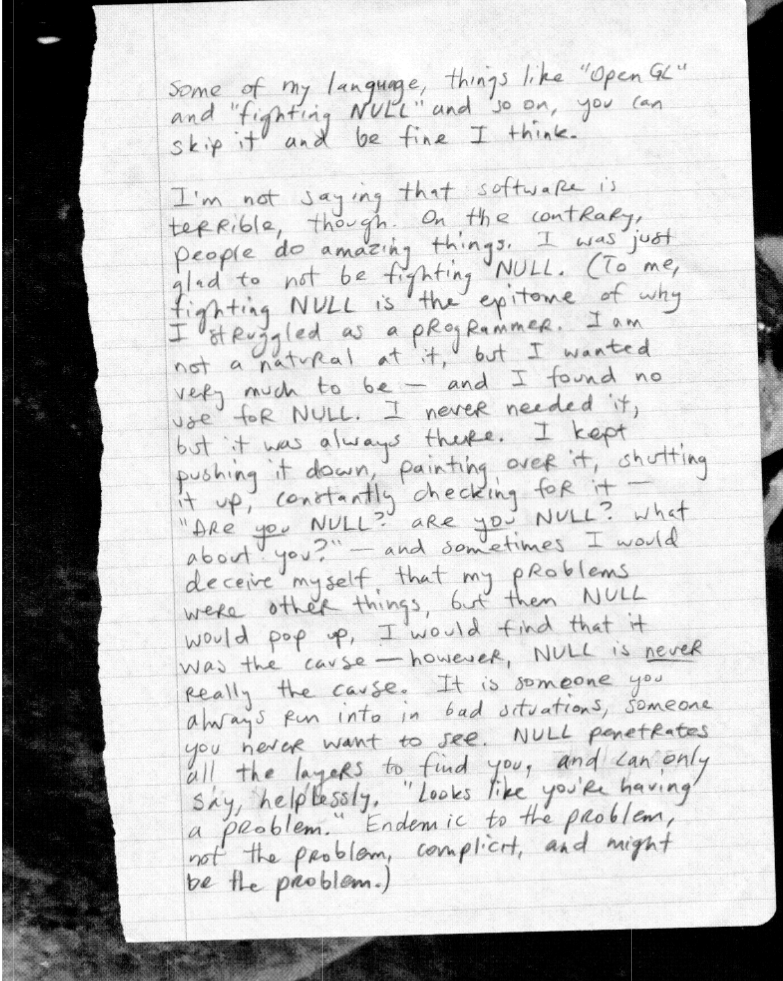 Some of my language, things like "Open GL"
and "fighting NULL" and so on, you can
skip it and be fine I think.
I'm not saying that software is
terrible, though. On the contrary,
people do amazing things. I was just
glad to not be fighting NULL. (To me,
fighting NULL is the epitome of why
I struggled as a programmer. I am
not a natural at it, but I wanted
very much to be — and I found no
use for NULL. I never needed it,
but it was always there. I kept
pushing it down, painting over it, shutting
it up, constantly checking for it —
"Are you NULL? are you NULL? what
about you?" — and sometimes I would
deceive myself that my problems
were other things, but then NULL
would pop up, I would find that it
was the cause — however, NULL is never
really the cause. It is someone you
always run into in bad situations, someone
you never want to see. NULL penetrates
all the layers to find you, and can only
say, helplessly, "Looks like you're having
a problem." Endemic to the problem,
not the problem, complicit, and might
be the problem.)